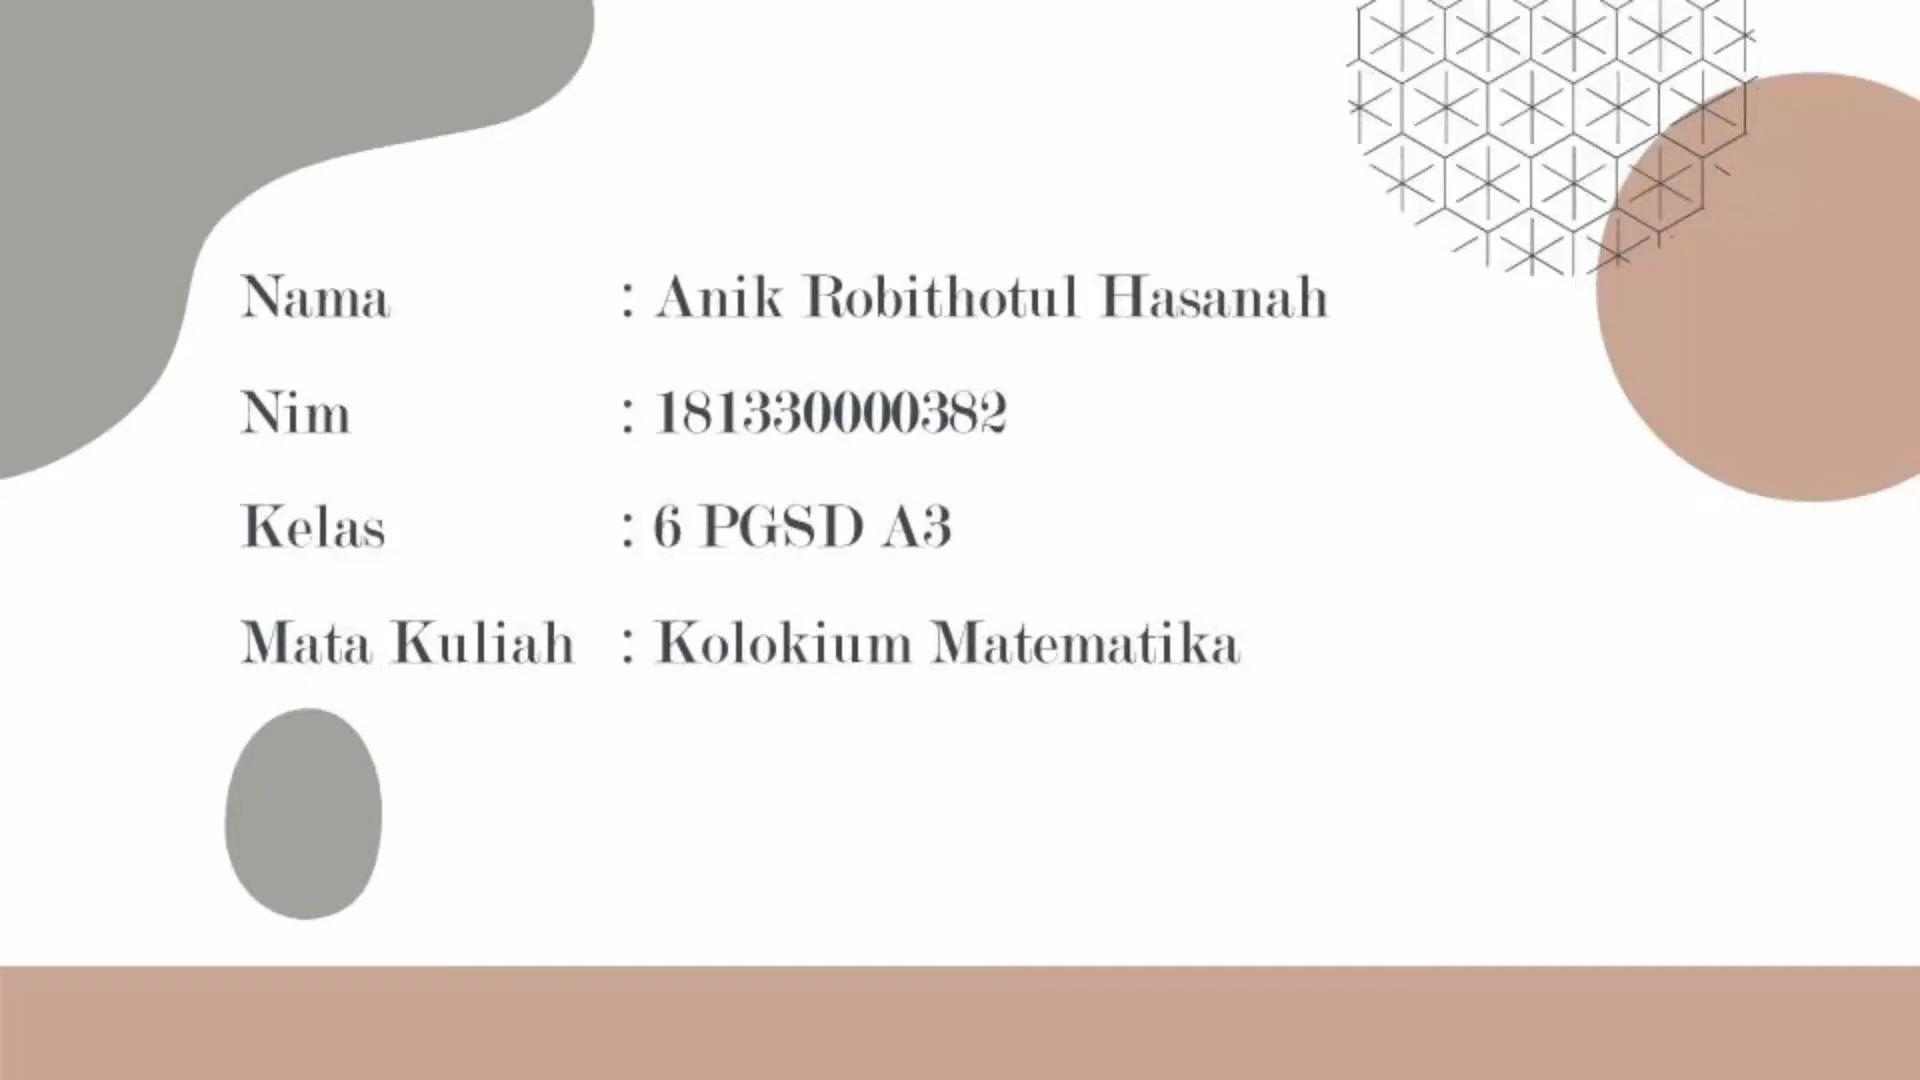 Nama : Anik Robithotul Hasanah
Nim : 181330000382
Kelas : 6 PGSD A3
Mata Kuliah : Kolokium Matematika